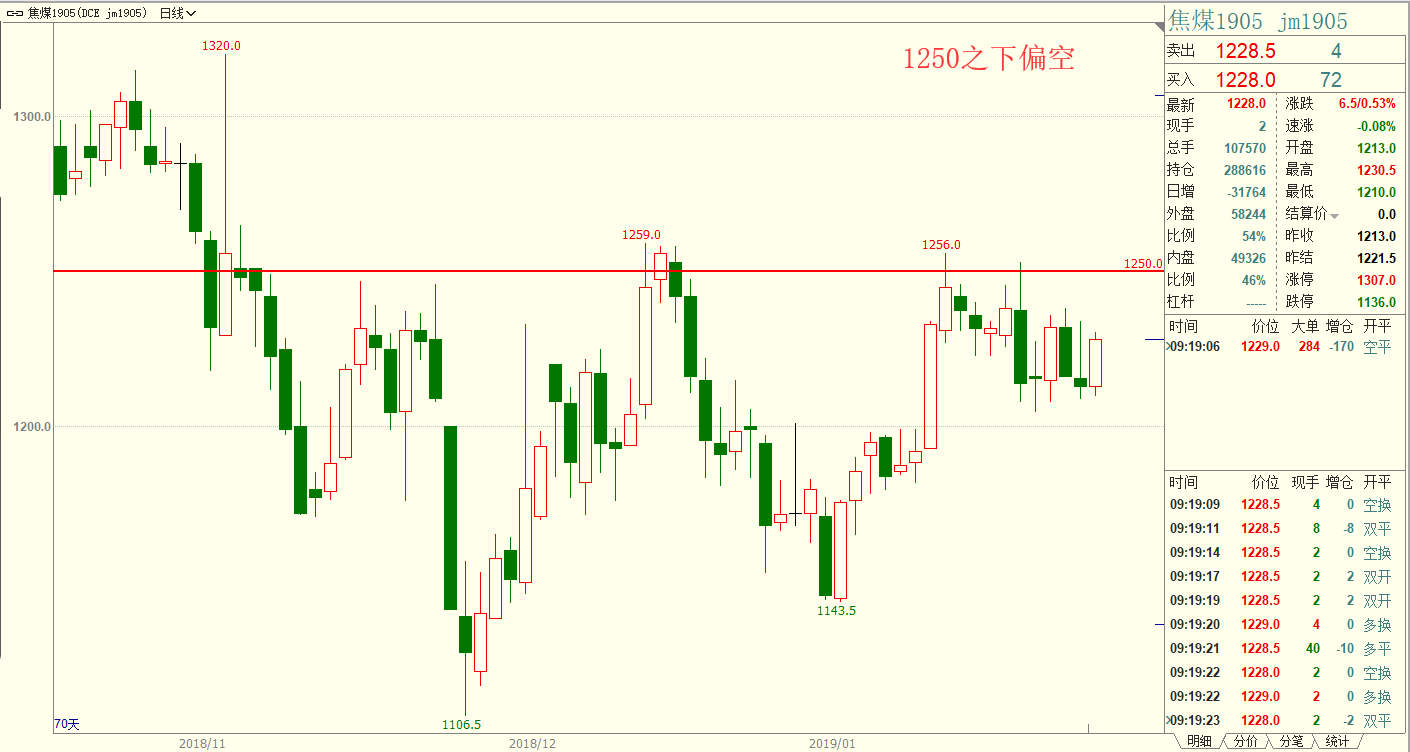 焦煤1905(DCE jm1905) 日线
1250之下偏空
1320.0
1300.0
1259.0
1256.0
1250.0
1200.0
1143.5
1106.5
70天
2018/11 2018/12 2019/01
焦煤1905 jm1905
卖出 1228.5 4
买入 1228.0 72
最新 1228.0 涨跌 6.5/0.53%
现手 2 速涨 -0.08%
总手 107570 开盘 1213.0
持仓 288616 最高 1230.5
日增 -31764 最低 1210.0
外盘 58244 结算价 0.0
比例 54% 昨收 1213.0
内盘 49326 昨结 1221.5
比例 46% 涨停 1307.0
杠杆 ----- 跌停 1136.0
时间 价位 大单 增仓 开平
09:19:06 1229.0 284 -170 空平
时间 价位 现手 增仓 开平
09:19:09 1228.5 4 0 空换
09:19:11 1228.5 8 -8 双平
09:19:14 1228.5 2 0 空换
09:19:17 1228.5 2 2 双开
09:19:19 1228.5 2 2 双开
09:19:20 1229.0 4 0 多换
09:19:21 1228.5 40 -10 多平
09:19:22 1228.0 2 0 空换
09:19:22 1229.0 2 0 多换
09:19:23 1228.0 2 -2 双平
明细 分价 分笔 统计